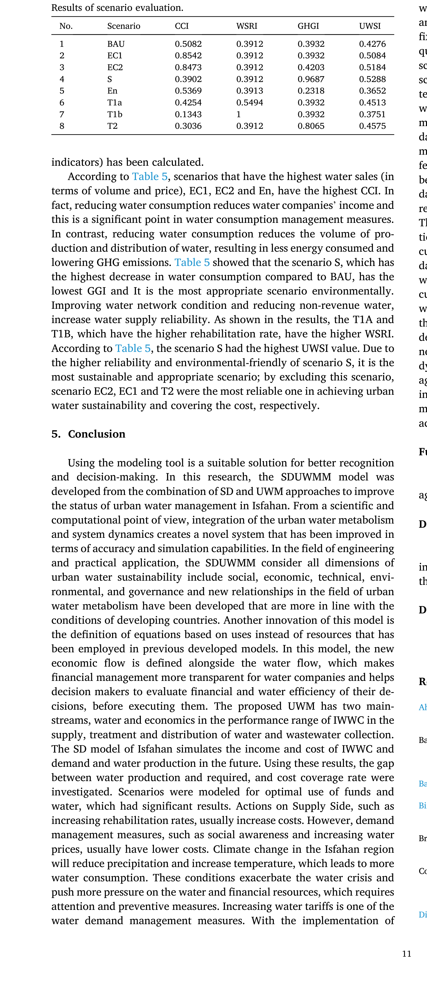 Results of scenario evaluation.
No. Scenario CCI WSRI GHGI UWSI
1 BAU 0.5082 0.3912 0.3932 0.4276
2 EC1 0.8542 0.3912 0.3932 0.5084
3 EC2 0.8473 0.3912 0.4203 0.5184
4 S 0.3902 0.3912 0.9687 0.5288
5 En 0.5369 0.3913 0.2318 0.3652
6 T1a 0.4254 0.5494 0.3932 0.4513
7 T1b 0.1343 1 0.3932 0.3751
8 T2 0.3036 0.3912 0.8065 0.4575
indicators) has been calculated.
According to Table 5, scenarios that have the highest water sales (in
terms of volume and price), EC1, EC2 and En, have the highest CCI. In
fact, reducing water consumption reduces water companies’ income and
this is a significant point in water consumption management measures.
In contrast, reducing water consumption reduces the volume of pro-
duction and distribution of water, resulting in less energy consumed and
lowering GHG emissions. Table 5 showed that the scenario S, which has
the highest decrease in water consumption compared to BAU, has the
lowest GGI and It is the most appropriate scenario environmentally.
Improving water network condition and reducing non-revenue water,
increase water supply reliability. As shown in the results, the T1A and
T1B, which have the higher rehabilitation rate, have the higher WSRI.
According to Table 5, the scenario S had the highest UWSI value. Due to
the higher reliability and environmental-friendly of scenario S, it is the
most sustainable and appropriate scenario; by excluding this scenario,
scenario EC2, EC1 and T2 were the most reliable one in achieving urban
water sustainability and covering the cost, respectively.
5. Conclusion
Using the modeling tool is a suitable solution for better recognition
and decision-making. In this research, the SDUWMM model was
developed from the combination of SD and UWM approaches to improve
the status of urban water management in Isfahan. From a scientific and
computational point of view, integration of the urban water metabolism
and system dynamics creates a novel system that has been improved in
terms of accuracy and simulation capabilities. In the field of engineering
and practical application, the SDUWMM consider all dimensions of
urban water sustainability include social, economic, technical, envi-
ronmental, and governance and new relationships in the field of urban
water metabolism have been developed that are more in line with the
conditions of developing countries. Another innovation of this model is
the definition of equations based on uses instead of resources that has
been employed in previous developed models. In this model, the new
economic flow is defined alongside the water flow, which makes
financial management more transparent for water companies and helps
decision makers to evaluate financial and water efficiency of their de-
cisions, before executing them. The proposed UWM has two main-
streams, water and economics in the performance range of IWWC in the
supply, treatment and distribution of water and wastewater collection.
The SD model of Isfahan simulates the income and cost of IWWC and
demand and water production in the future. Using these results, the gap
between water production and required, and cost coverage rate were
investigated. Scenarios were modeled for optimal use of funds and
water, which had significant results. Actions on Supply Side, such as
increasing rehabilitation rates, usually increase costs. However, demand
management measures, such as social awareness and increasing water
prices, usually have lower costs. Climate change in the Isfahan region
will reduce precipitation and increase temperature, which leads to more
water consumption. These conditions exacerbate the water crisis and
push more pressure on the water and financial resources, which requires
attention and preventive measures. Increasing water tariffs is one of the
water demand management measures. With the implementation of
11